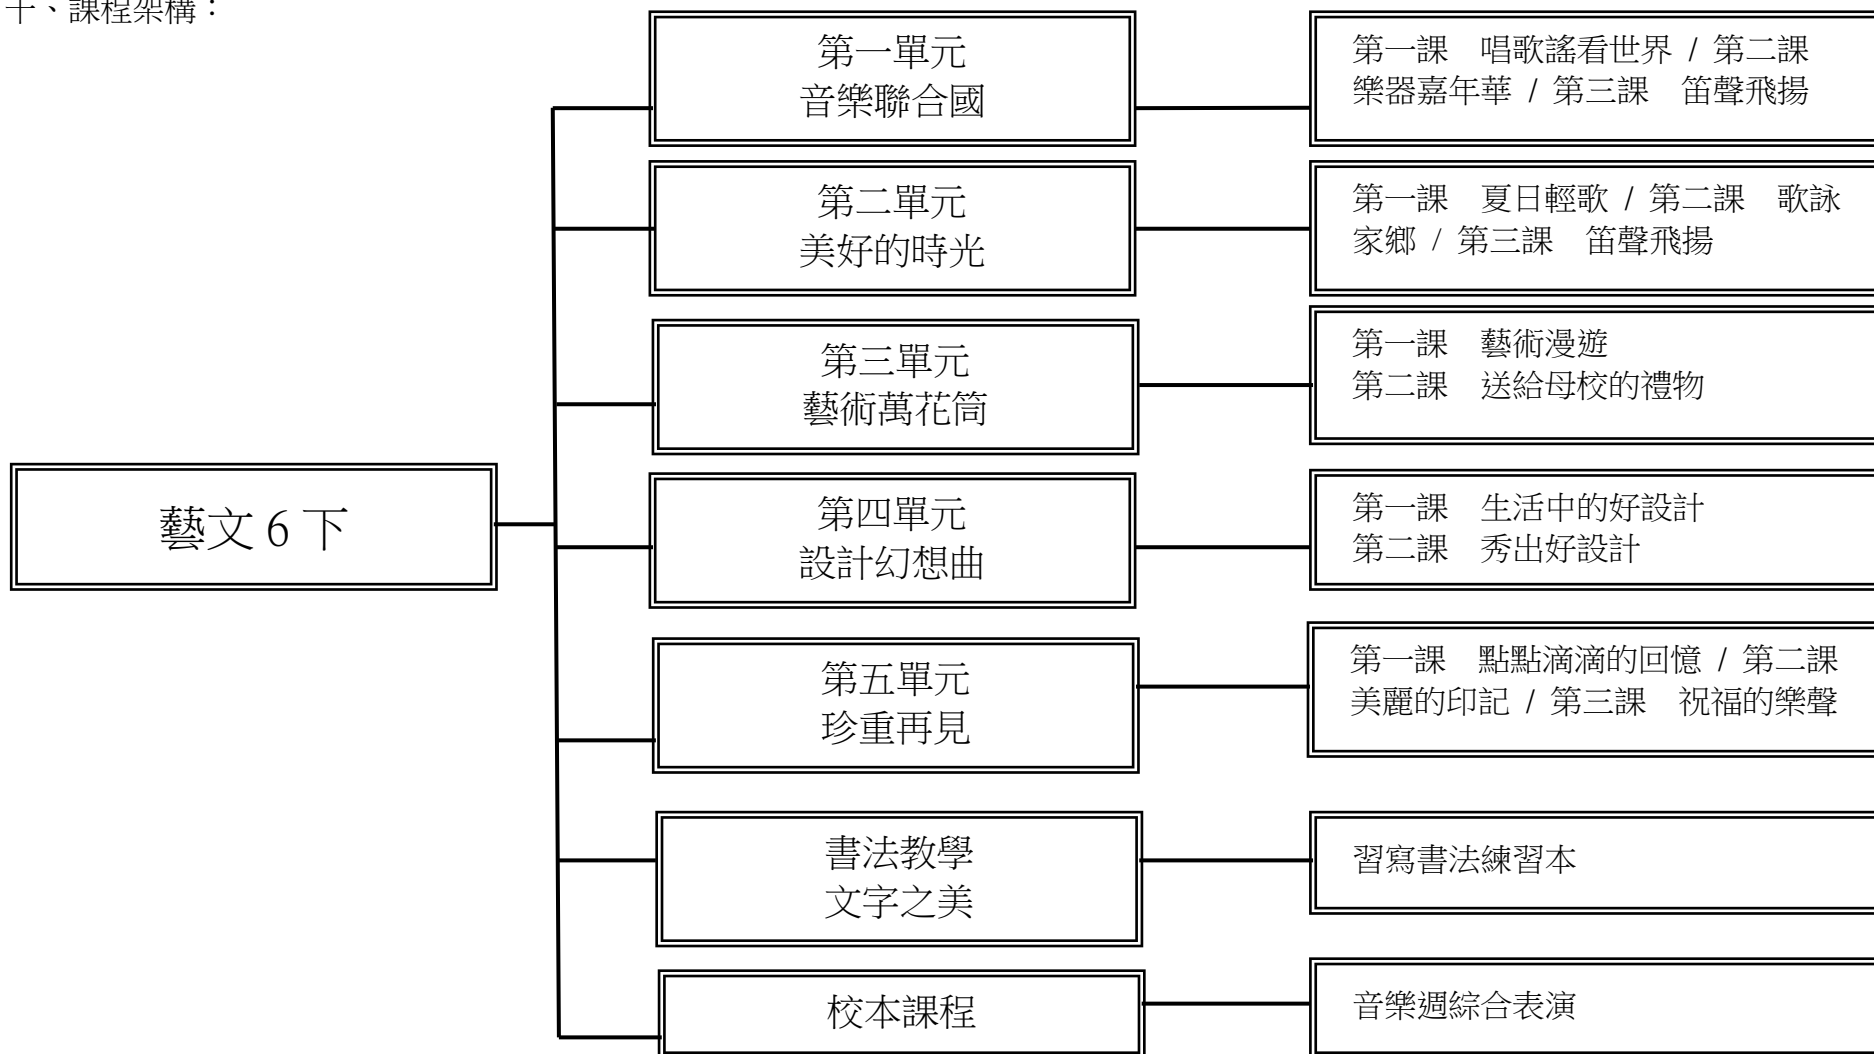 十、課程架構：
第一單元
音樂聯合國
第一課　唱歌謠看世界 / 第二課
樂器嘉年華 / 第三課　笛聲飛揚
第二單元
美好的時光
第一課　夏日輕歌 / 第二課　歌詠
家鄉 / 第三課　笛聲飛揚
第三單元
藝術萬花筒
第一課　藝術漫遊
第二課　送給母校的禮物
藝文 6 下
第四單元
設計幻想曲
第一課　生活中的好設計
第二課　秀出好設計
第五單元
珍重再見
第一課　點點滴滴的回憶 / 第二課
美麗的印記 / 第三課　祝福的樂聲
書法教學
文字之美
習寫書法練習本
校本課程
音樂週綜合表演